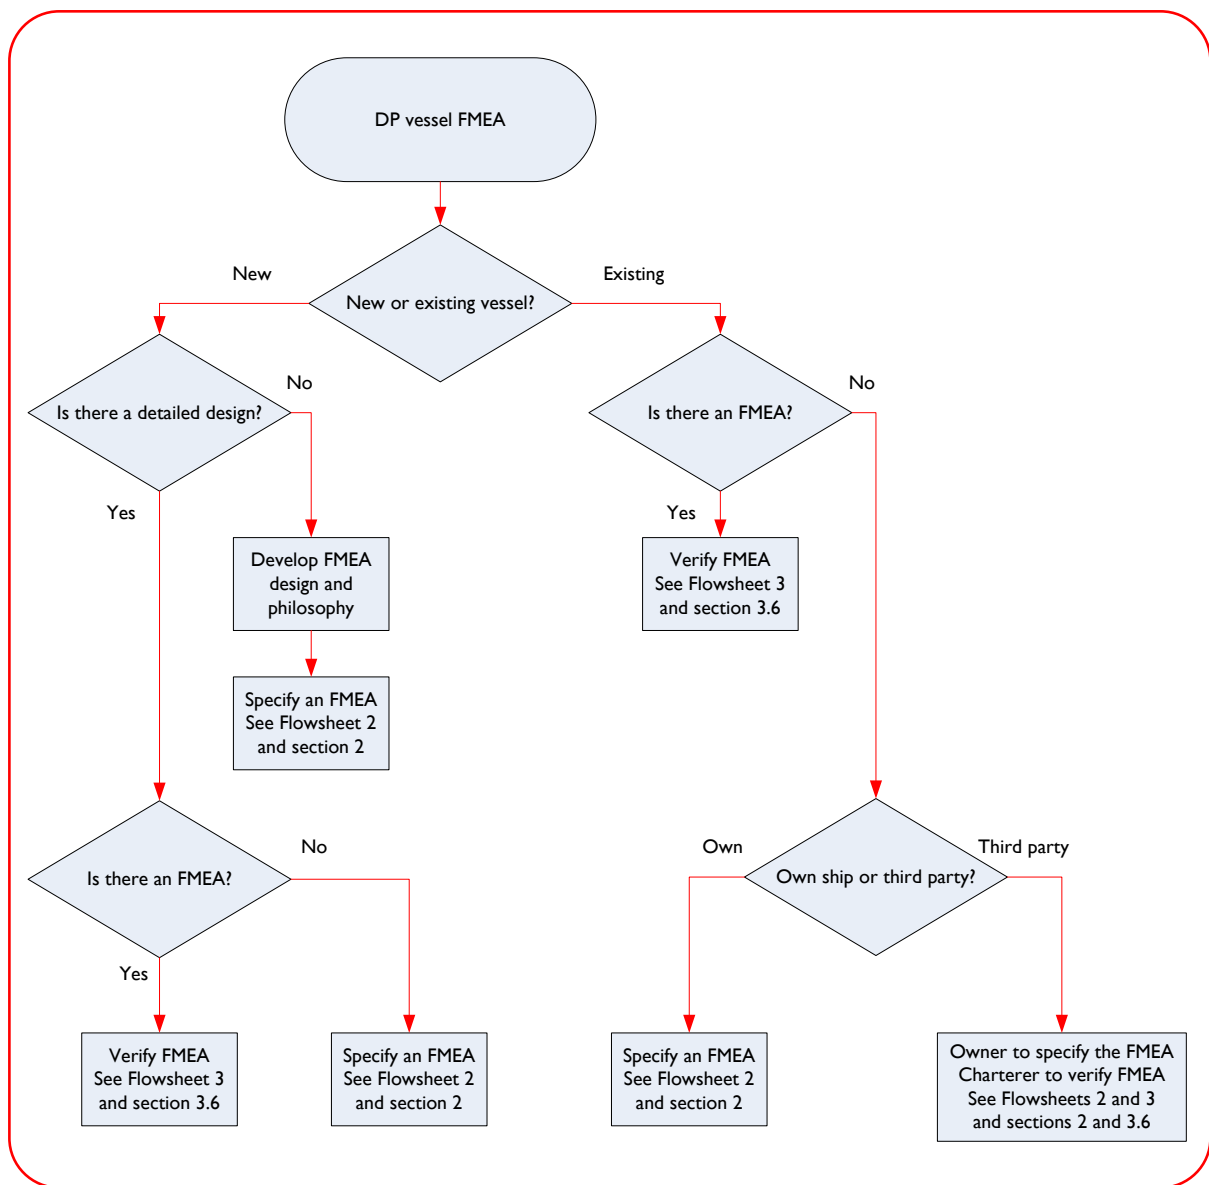 DP vessel FMEA
New
Existing
New or existing vessel?
No
No
Is there a detailed design?
Is there an FMEA?
Yes
Yes
Develop FMEA
design and
philosophy
Verify FMEA
See Flowsheet 3
and section 3.6
Specify an FMEA
See Flowsheet 2
and section 2
No
Own
Third party
Is there an FMEA?
Own ship or third party?
Yes
Verify FMEA
See Flowsheet 3
and section 3.6
Specify an FMEA
See Flowsheet 2
and section 2
Specify an FMEA
See Flowsheet 2
and section 2
Owner to specify the FMEA
Charterer to verify FMEA
See Flowsheets 2 and 3
and sections 2 and 3.6